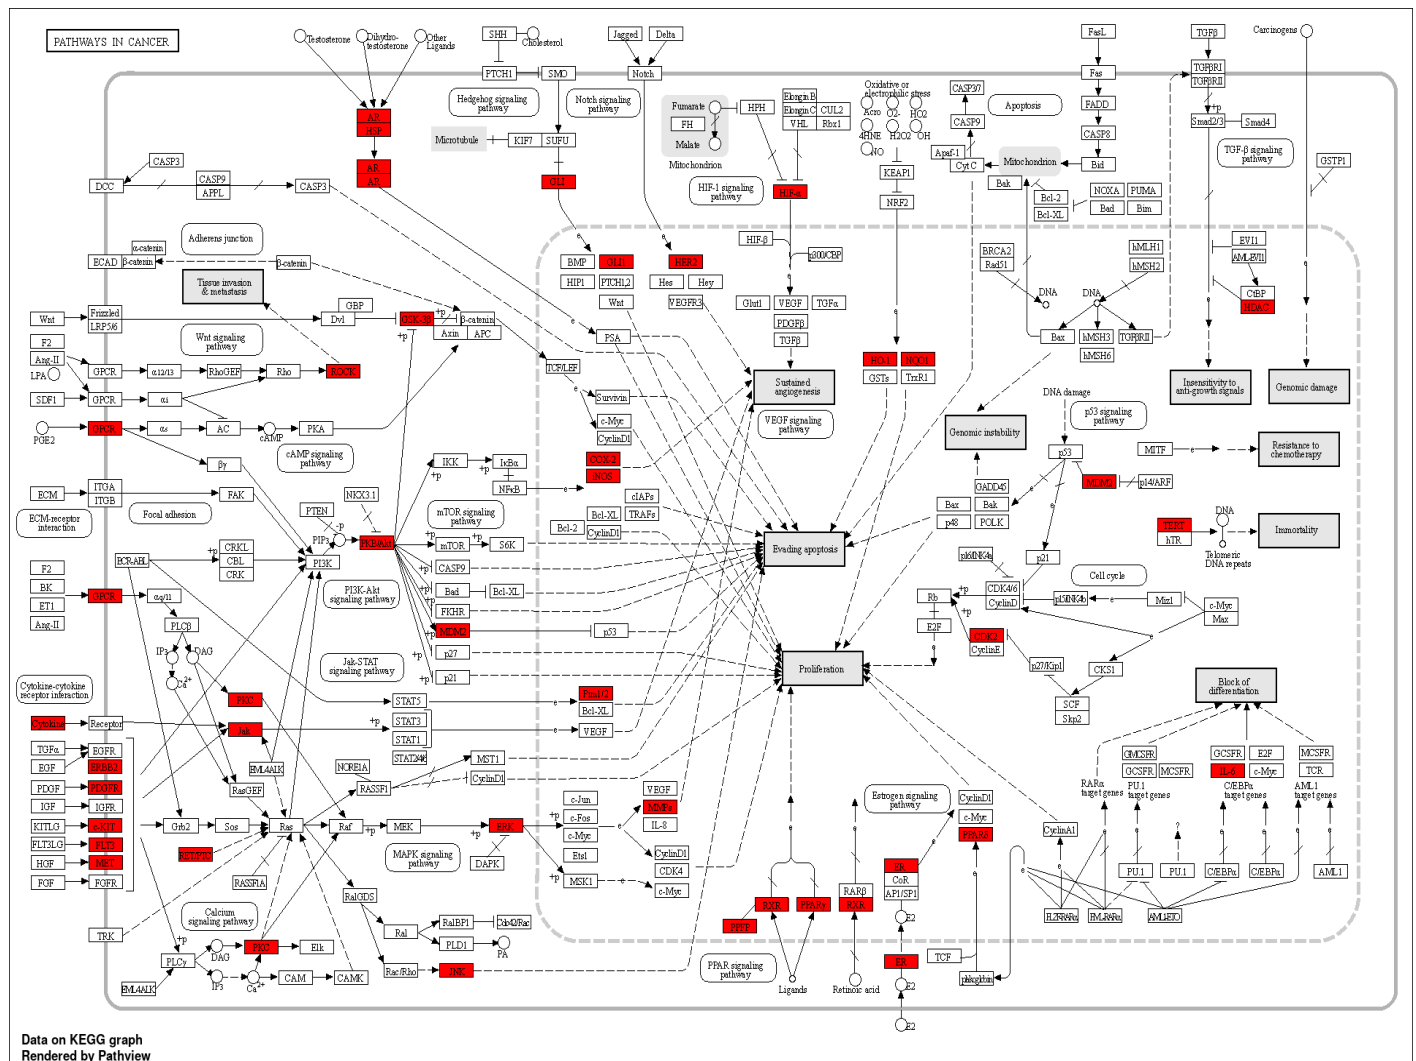 PATHWAYS IN CANCER
Testosterone
Dihydro-
testosterone
Other
Ligands
SHH
Cholesterol
PTCH1
SMO
Hedgehog signaling
pathway
Microtubule
KIF7
SUFU
GLI
Jagged
Delta
Notch
Notch signaling
pathway
Fumarate
FH
Malate
Mitochondrion
HPH
Elongin B
Elongin C
CUL2
VHL
Rbx1
HIF-1 signaling
pathway
HIF-α
Oxidative or
electrophilic stress
Acro
O2-
HO2
4HNE
H2O2
OH
NO
KEAP1
NRF2
CASP3/7
CASP9
Apaf-1
CytC
Apoptosis
Mitochondrion
FasL
Fas
FADD
CASP8
Bid
Bak
Bcl-2
Bcl-XL
NOXA
PUMA
Bad
Bim
TGFβ
TGFβRI
TGFβRII
+p
Smad2/3
Smad4
TGF-β signaling
pathway
Carcinogens
GSTP1
AR
HSP
AR
AR
CASP3
DCC
CASP9
APPL
CASP3
Adherens junction
α-catenin
ECAD
β-catenin
β-catenin
Tissue invasion
& metastasis
BMP
GLI1
HIP1
PTCH1,2
Wnt
HER2
Hes
Hey
VEGFR3
HIF-β
p300/CBP
Glut1
VEGF
TGFα
PDGFβ
TGFβ
BRCA2
Rad51
DNA
hMLH1
hMSH2
DNA
Bax
hMSH3
TGFβRII
hMSH6
EVI1
AML-EVI1
CtBP
HDAC
Wnt
Frizzled
LRP5/6
GBP
Dvl
GSK-3β
+p
β-catenin
Axin
APC
Wnt signaling
pathway
F2
Ang-II
LPA
GPCR
α12/13
RhoGEF
Rho
ROCK
SDF1
GPCR
αi
PGE2
GPCR
αs
AC
cAMP
PKA
cAMP signaling
pathway
βγ
TCF/LEF
PSA
Survivin
c-Myc
CyclinD1
COX-2
iNOS
Sustained
angiogenesis
VEGF signaling
pathway
HO-1
NQO1
GSTs
TrxR1
Genomic instability
DNA damage
p53 signaling
pathway
p53
MDM2
p14/ARF
Insensitivity to
anti-growth signals
Genomic damage
MITF
Resistance to
chemotherapy
ECM
ITGA
ITGB
FAK
ECM-receptor
interaction
Focal adhesion
NKX3.1
PTEN
PIP3
-p
+p
PKB/Akt
PI3K
IKK
+p
IκBα
NFκB
mTOR signaling
pathway
mTOR
S6K
CASP9
Bad
Bcl-XL
FKHR
MDM2
p53
p27
p21
cIAPs
Bcl-XL
TRAFs
Bcl-2
CyclinD1
Evading apoptosis
GADD45
Bax
Bak
p48
POLK
TERT
hTR
DNA
Telomeric
DNA repeats
Immortality
BCR-ABL
+p
CRKL
CBL
CRK
PI3K-Akt
signaling pathway
F2
BK
ET1
Ang-II
GPCR
αq/11
PLCβ
IP3
DAG
Ca2+
Jak-STAT
signaling pathway
p16/INK4a
p21
Cell cycle
CDK4/6
CyclinD
p15/INK4b
Miz1
c-Myc
Max
Rb
E2F
+p
CDK2
CyclinE
p27/Kip1
CKS1
SCF
Skp2
Proliferation
Block of
differentiation
Cytokine-cytokine
receptor interaction
Cytokine
Receptor
PKC
Jak
STAT5
STAT3
STAT1
STAT2/4/6
Pim1/2
Bcl-XL
VEGF
TGFα
EGFR
EGF
ERBB2
PDGF
PDGFR
IGF
IGFR
KITLG
c-KIT
FLT3LG
FLT3
HGF
MET
FGF
FGFR
EML4ALK
RasGEF
NORE1A
RASSF1
MST1
CyclinD1
Grb2
Sos
Ras
Raf
+p
MEK
+p
ERK
+p
DAPK
MAPK signaling
pathway
RET/PTC
RASSF1A
c-Jun
c-Fos
c-Myc
Ets1
MSK1
c-Myc
VEGF
MMPs
IL-8
CyclinD1
CDK4
Estrogen signaling
pathway
CyclinD1
c-Myc
PPARδ
ER
CoR
AP1/SP1
E2
ER
E2
E2
RARα
target genes
GMCSFR
GCSFR
MCSFR
PU.1
target genes
GCSFR
E2F
IL-6
c-Myc
C/EBPα
target genes
MCSFR
TCR
AML1
target genes
CyclinA1
PU.1
?
PU.1
C/EBPα
C/EBPα
AML1
PLZF-RARα
PML-RARα
AML1-ETO
RalGDS
Ral
RalBP1
Cdc42/Rac
PLD1
PA
Rac/Rho
JNK
Calcium
signaling pathway
TRK
+p
PLCγ
DAG
PKC
Elk
IP3
Ca2+
CAM
CAMK
EML4ALK
RXR
PPARγ
PPFP
PPAR signaling
pathway
Ligands
RARβ
RXR
Retinoic acid
TCF
Data on KEGG graph
Rendered by Pathview